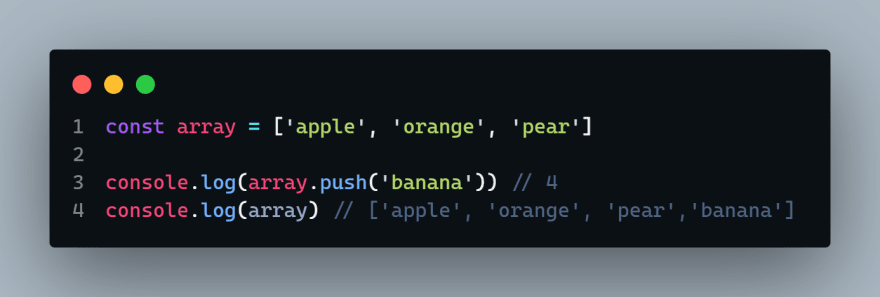 1 const array = ['apple', 'orange', 'pear']
2
3 console.log(array.push('banana')) // 4
4 console.log(array) // ['apple', 'orange', 'pear','banana']